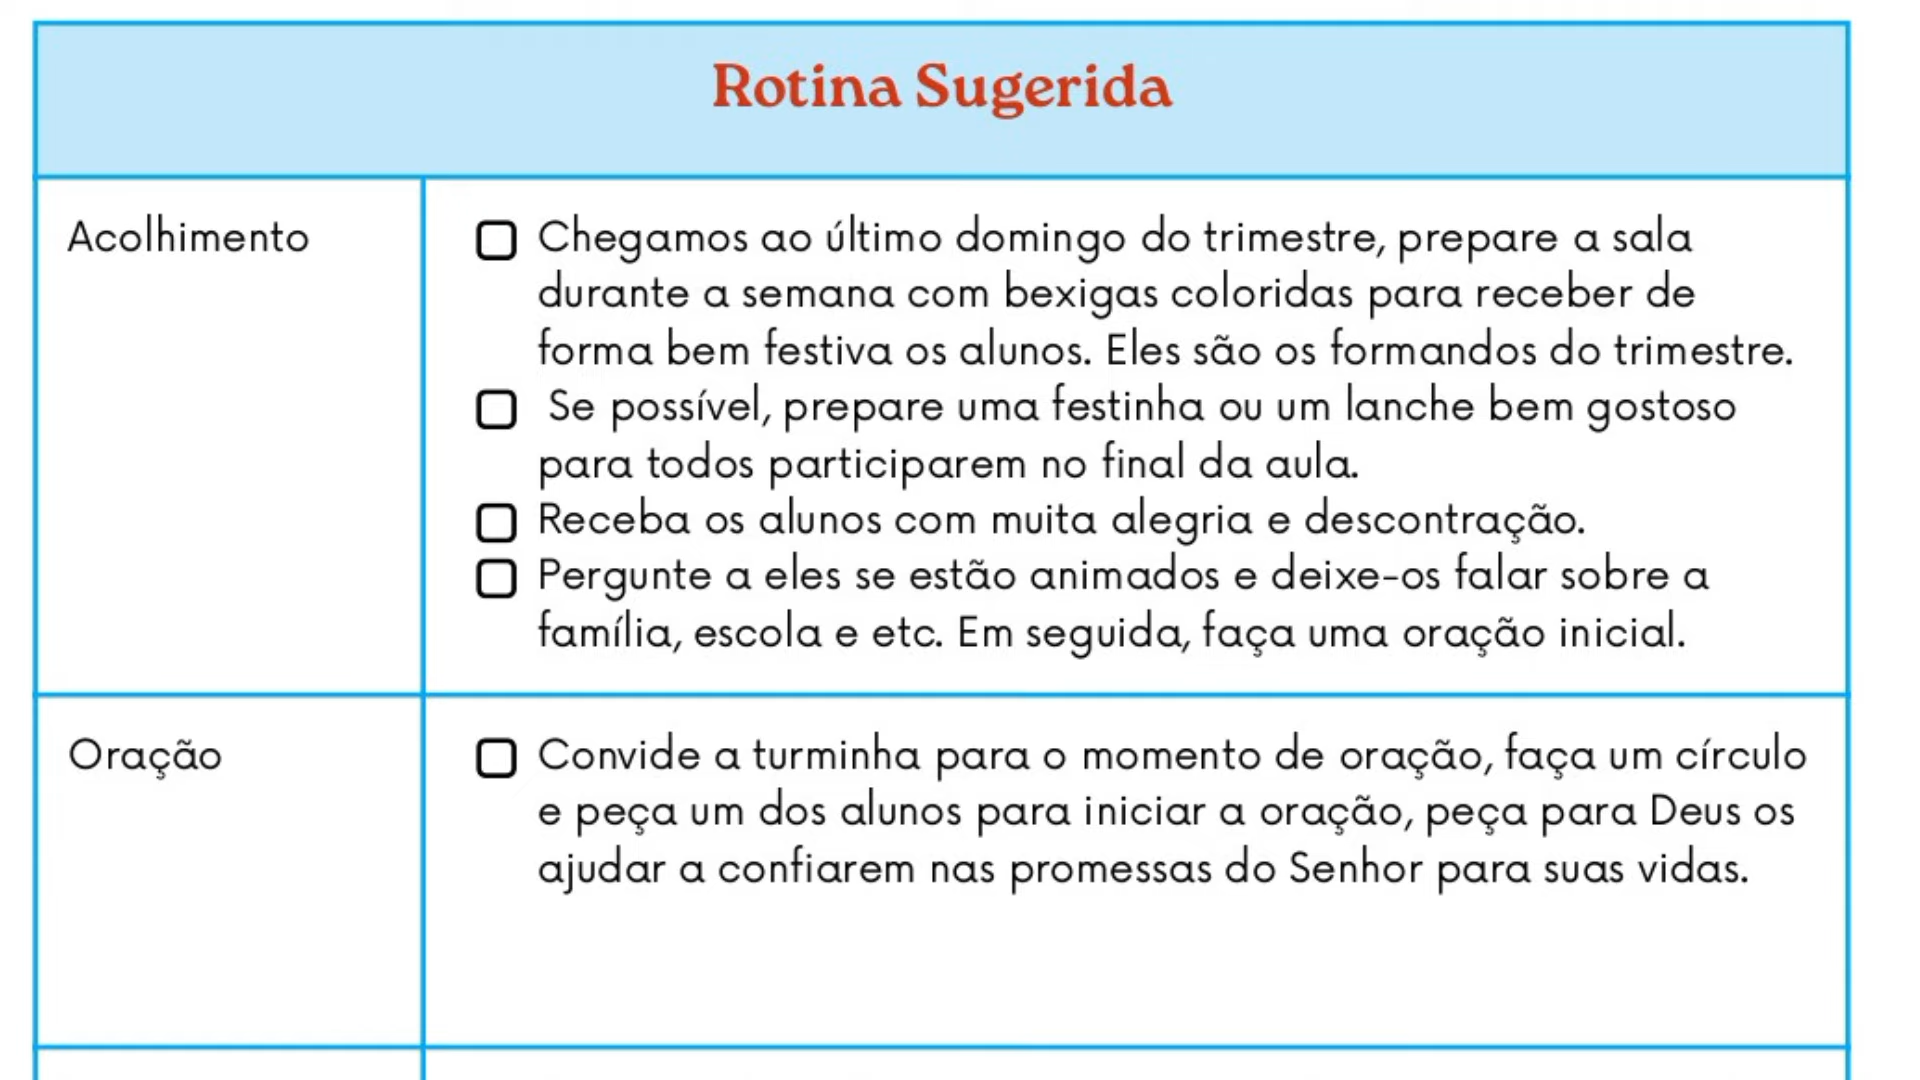 Rotina Sugerida
Acolhimento
Chegamos ao último domingo do trimestre, prepare a sala
durante a semana com bexigas coloridas para receber de
forma bem festiva os alunos. Eles são os formandos do trimestre.
Se possível, prepare uma festinha ou um lanche bem gostoso
para todos participarem no final da aula.
Receba os alunos com muita alegria e descontração.
Pergunte a eles se estão animados e deixe-os falar sobre a
família, escola e etc. Em seguida, faça uma oração inicial.
Oração
Convide a turminha para o momento de oração, faça um círculo
e peça um dos alunos para iniciar a oração, peça para Deus os
ajudar a confiarem nas promessas do Senhor para suas vidas.